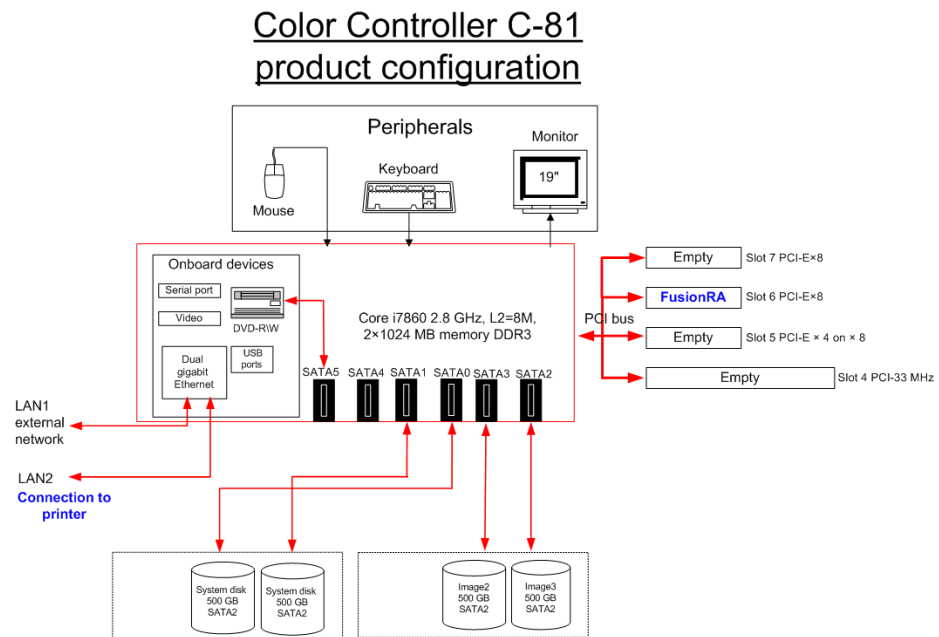 Color Controller C-81
product configuration
Peripherals
Mouse
Keyboard
Monitor
19"
Onboard devices
Serial port
Video
DVD-R\W
Dual
gigabit
Ethernet
USB
ports
Core i7860 2.8 GHz, L2=8M,
2×1024 MB memory DDR3
SATA5 SATA4 SATA1 SATA0 SATA3 SATA2
PCI bus
Empty Slot 7 PCI-E×8
FusionRA Slot 6 PCI-E×8
Empty Slot 5 PCI-E × 4 on × 8
Empty Slot 4 PCI-33 MHz
LAN1
external
network
LAN2
Connection to
printer
System disk
500 GB
SATA2
System disk
500 GB
SATA2
Image2
500 GB
SATA2
Image3
500 GB
SATA2